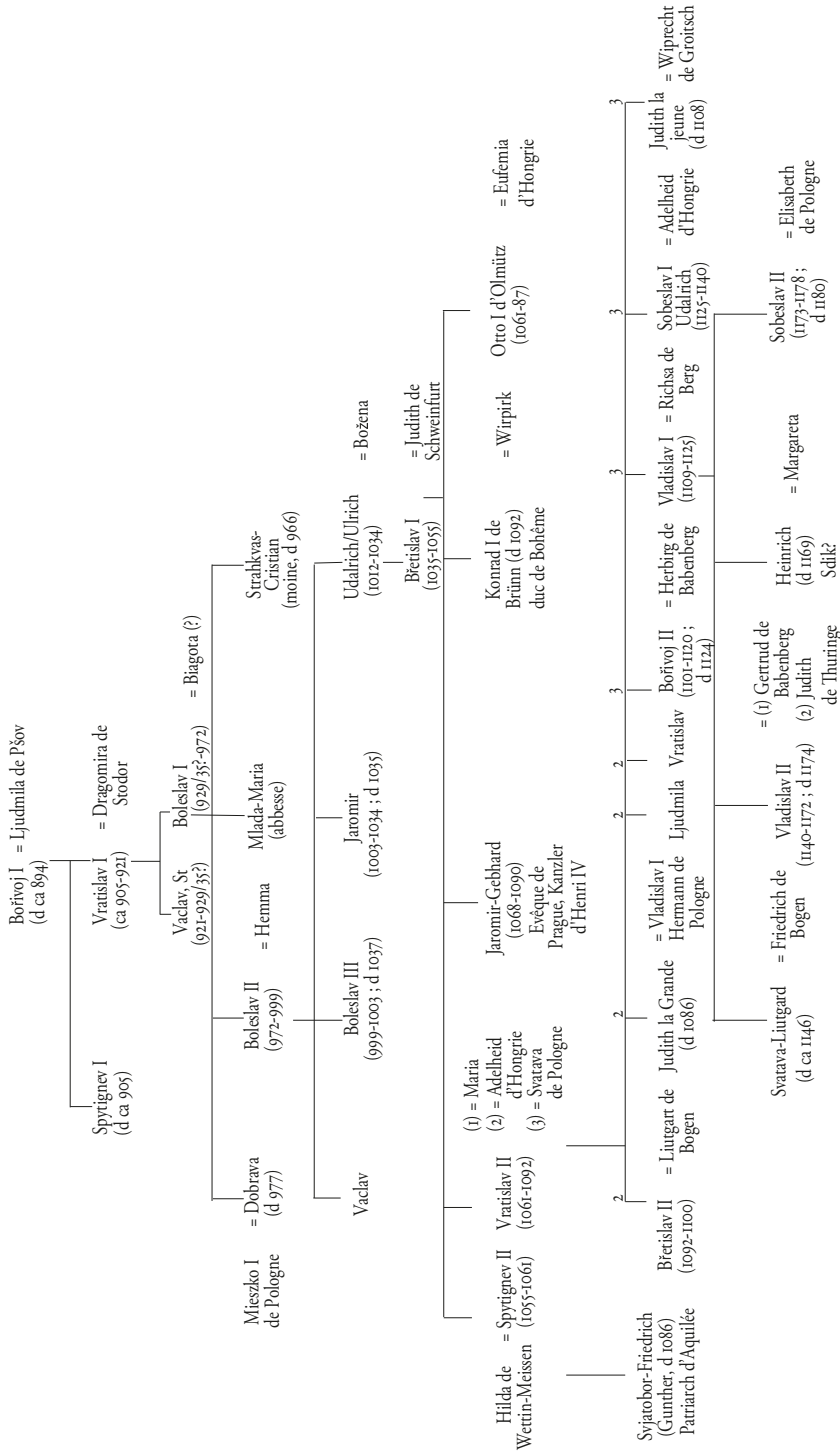 Bořivoj I = Ljudmila de Pšov
(d ca 894)
Spytignev I
(d ca 905)
Vratislav I
(ca 905-921)
= Dragomira de
Stodor
Vaclav, St
(921-929/35?)
Boleslav I
(929/35?-972)
= Biagota (?)
Mieszko I
de Pologne
= Dobrava
(d 977)
Boleslav II
(972-999)
= Hemma
Mlada-Maria
(abbesse)
Strahkvas-
Cristian
(moine, d 966)
Vaclav
Boleslav III
(999-1003 ; d 1037)
Jaromir
(1003-1034 ; d 1035)
Udalrich/Ulrich
(1012-1034)
= Božena
Břetislav I
(1035-1055)
= Judith de
Schweinfurt
Hilda de
Wettin-Meissen
= Spytignev II
(1055-1061)
Vratislav II
(1061-1092)
(1) = Maria
(2) = Adelheid
d'Hongrie
(3) = Svatava
de Pologne
Jaromir-Gebhard
(1068-1090)
Evêque de
Prague, Kanzler
d'Henri IV
Konrad I de
Brünn (d 1092)
duc de Bohême
= Wirpirk
Otto I d'Olmütz
(1061-87)
= Eufemia
d'Hongrie
Svjatobor-Friedrich
(Gunther, d 1086)
Patriarch d'Aquilée
2
Břetislav II
(1092-1100)
= Liutgart de
Bogen
2
Judith la Grande
(d 1086)
= Vladislav I
Hermann de
Pologne
2
Ljudmila
2
Vratislav
3
Bořivoj II
(1101-1120 ;
d 1124)
= Herbirg de
Babenberg
3
Vladislav I
(1109-1125)
= Richsa de
Berg
3
Sobeslav I
Udalrich
(1125-1140)
= Adelheid
d'Hongrie
3
Judith la
jeune
(d 1108)
= Wiprecht
de Groitsch
Svatava-Liutgard
(d ca 1146)
= Friedrich de
Bogen
Vladislav II
(1140-1172 ; d 1174)
= (1) Gertrud de
Babenberg
(2) Judith
de Thuringe
Heinrich
(d 1169)
Sdik?
= Margareta
Sobeslav II
(1173-1178 ;
d 1180)
= Elisabeth
de Pologne